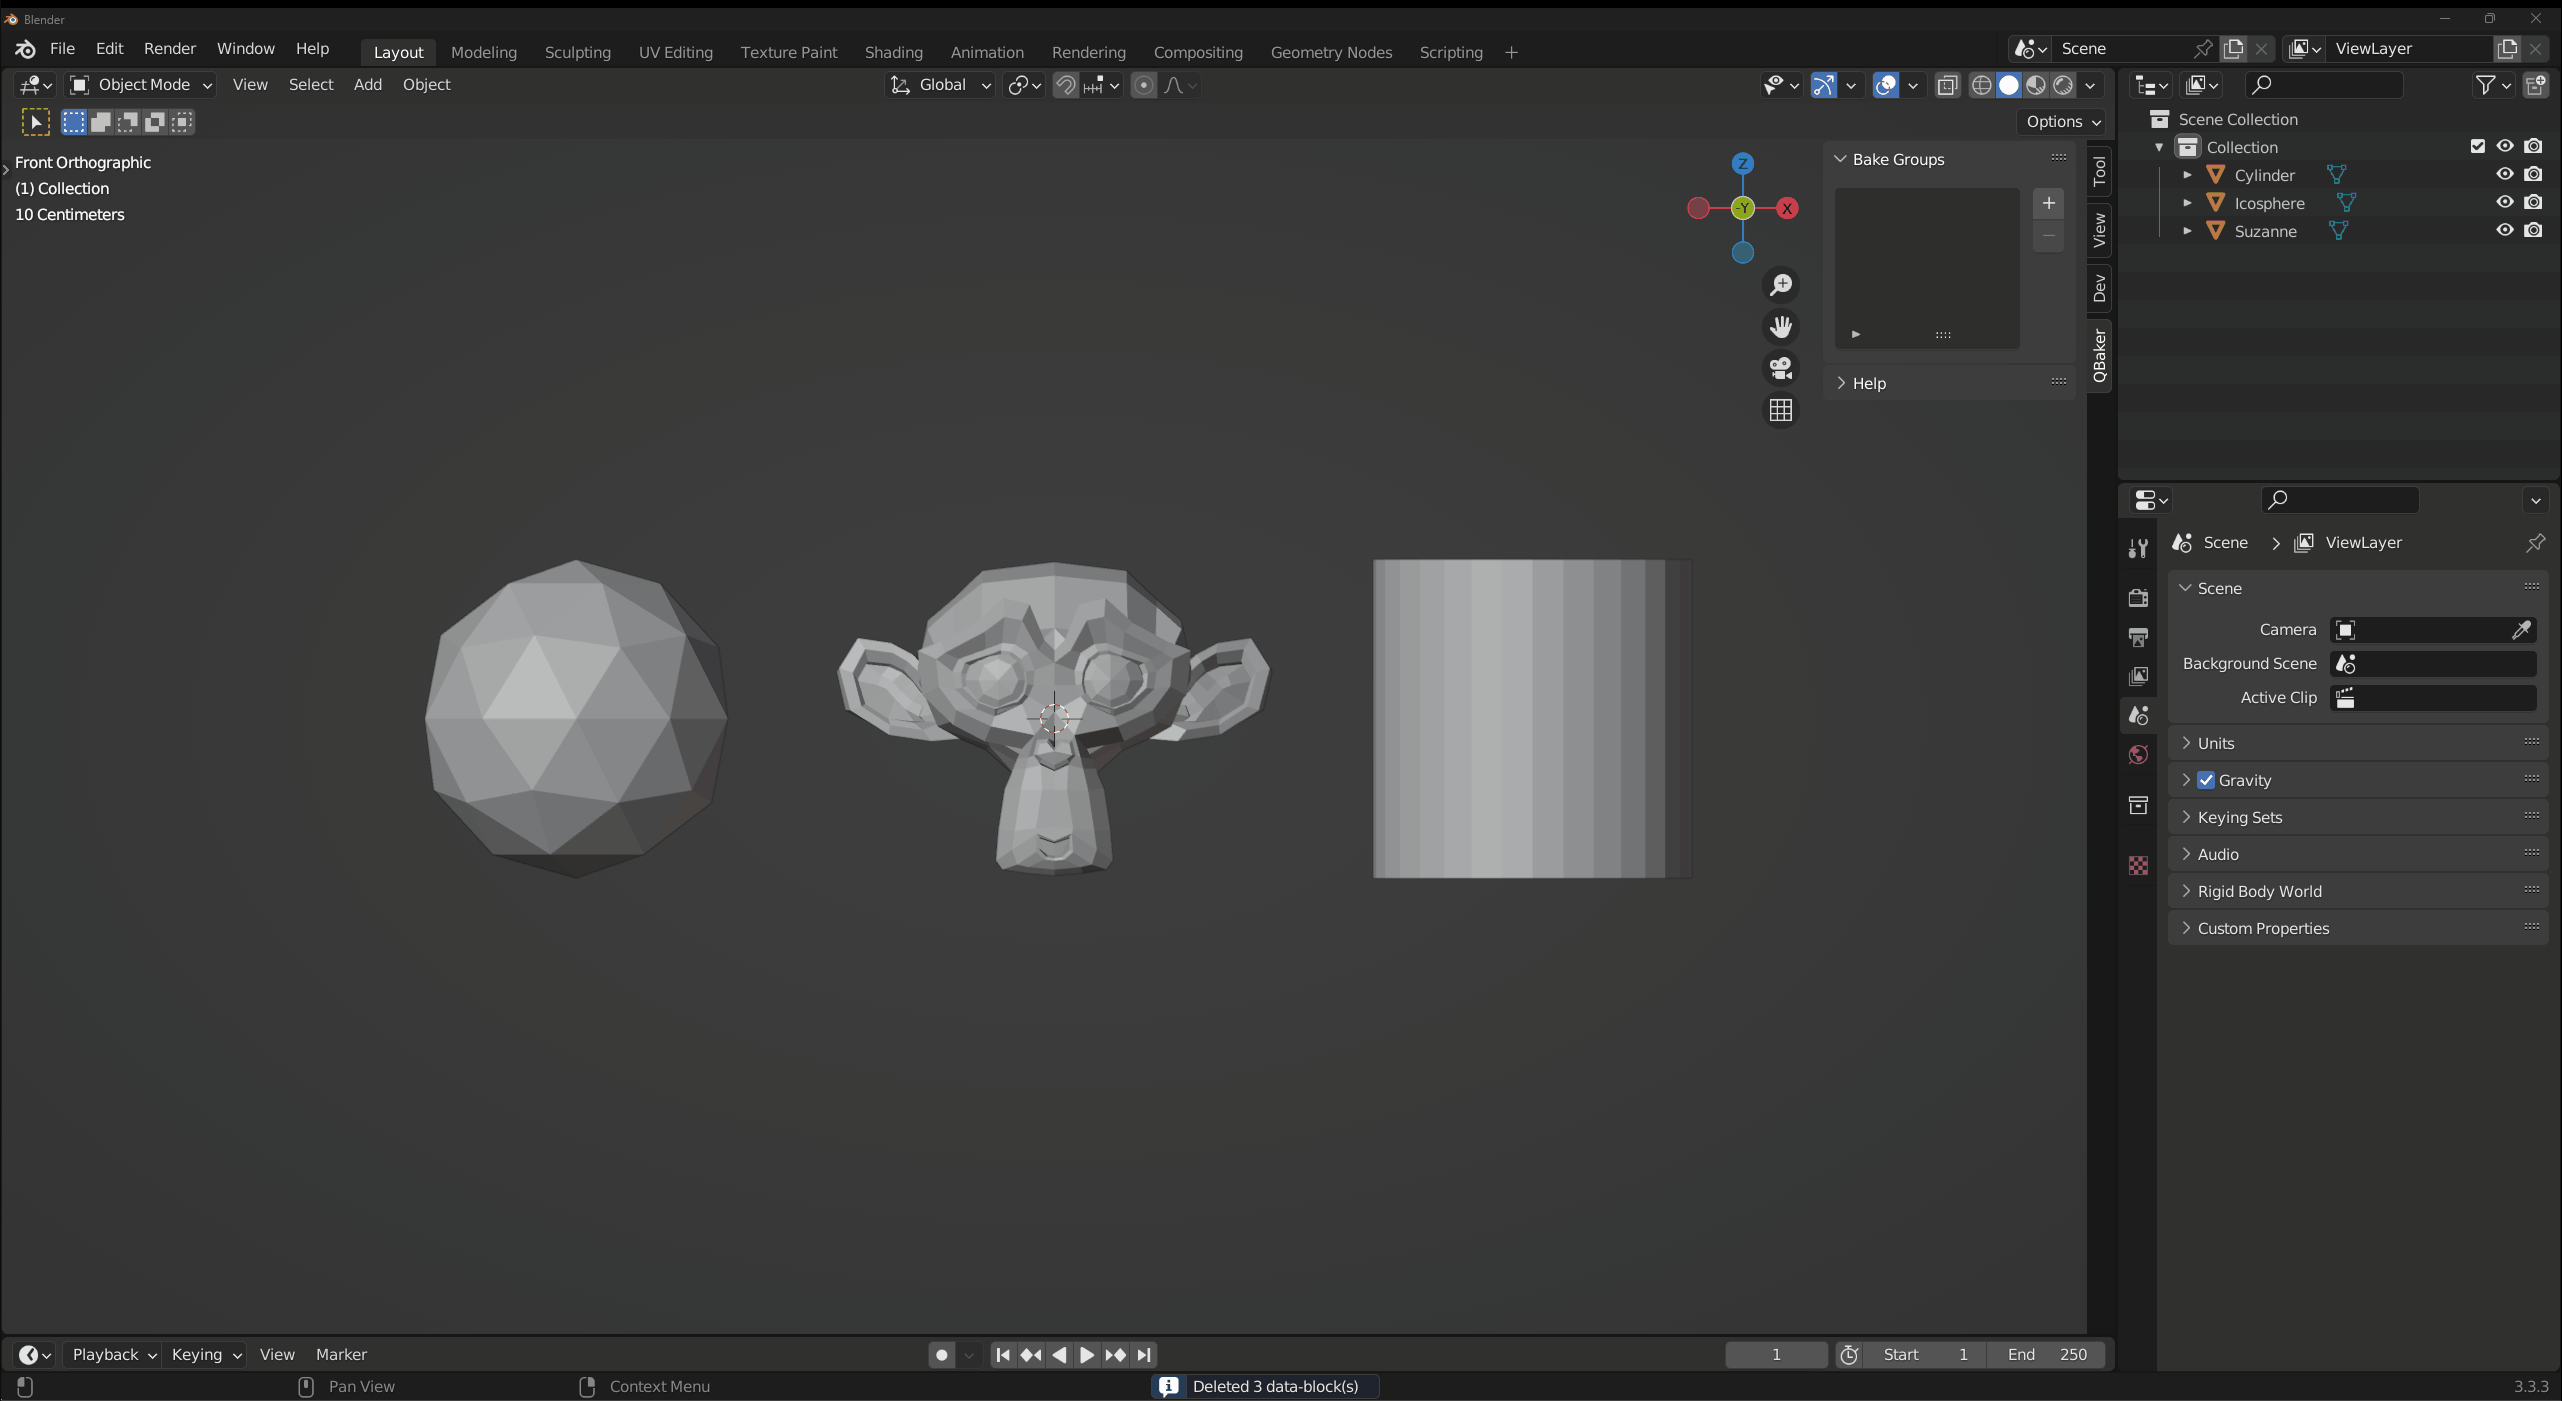 Blender
File Edit Render Window Help Layout Modeling Sculpting UV Editing Texture Paint Shading Animation Rendering Compositing Geometry Nodes Scripting + Scene ViewLayer
Object Mode View Select Add Object Global
Options
Front Orthographic
(1) Collection
10 Centimeters
Z
-Y
X
Bake Groups
Help
Tool
View
Dev
QBaker
Scene Collection
Collection
Cylinder
Icosphere
Suzanne
Scene > ViewLayer
Scene
Camera
Background Scene
Active Clip
Units
Gravity
Keying Sets
Audio
Rigid Body World
Custom Properties
Playback Keying View Marker 1 Start 1 End 250
Pan View Context Menu Deleted 3 data-block(s) 3.3.3